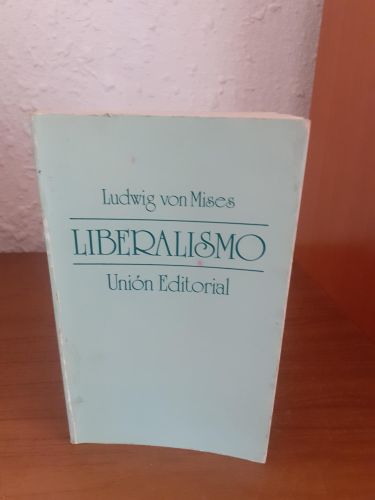 Ludwig von Mises
LIBERALISMO
Unión Editorial